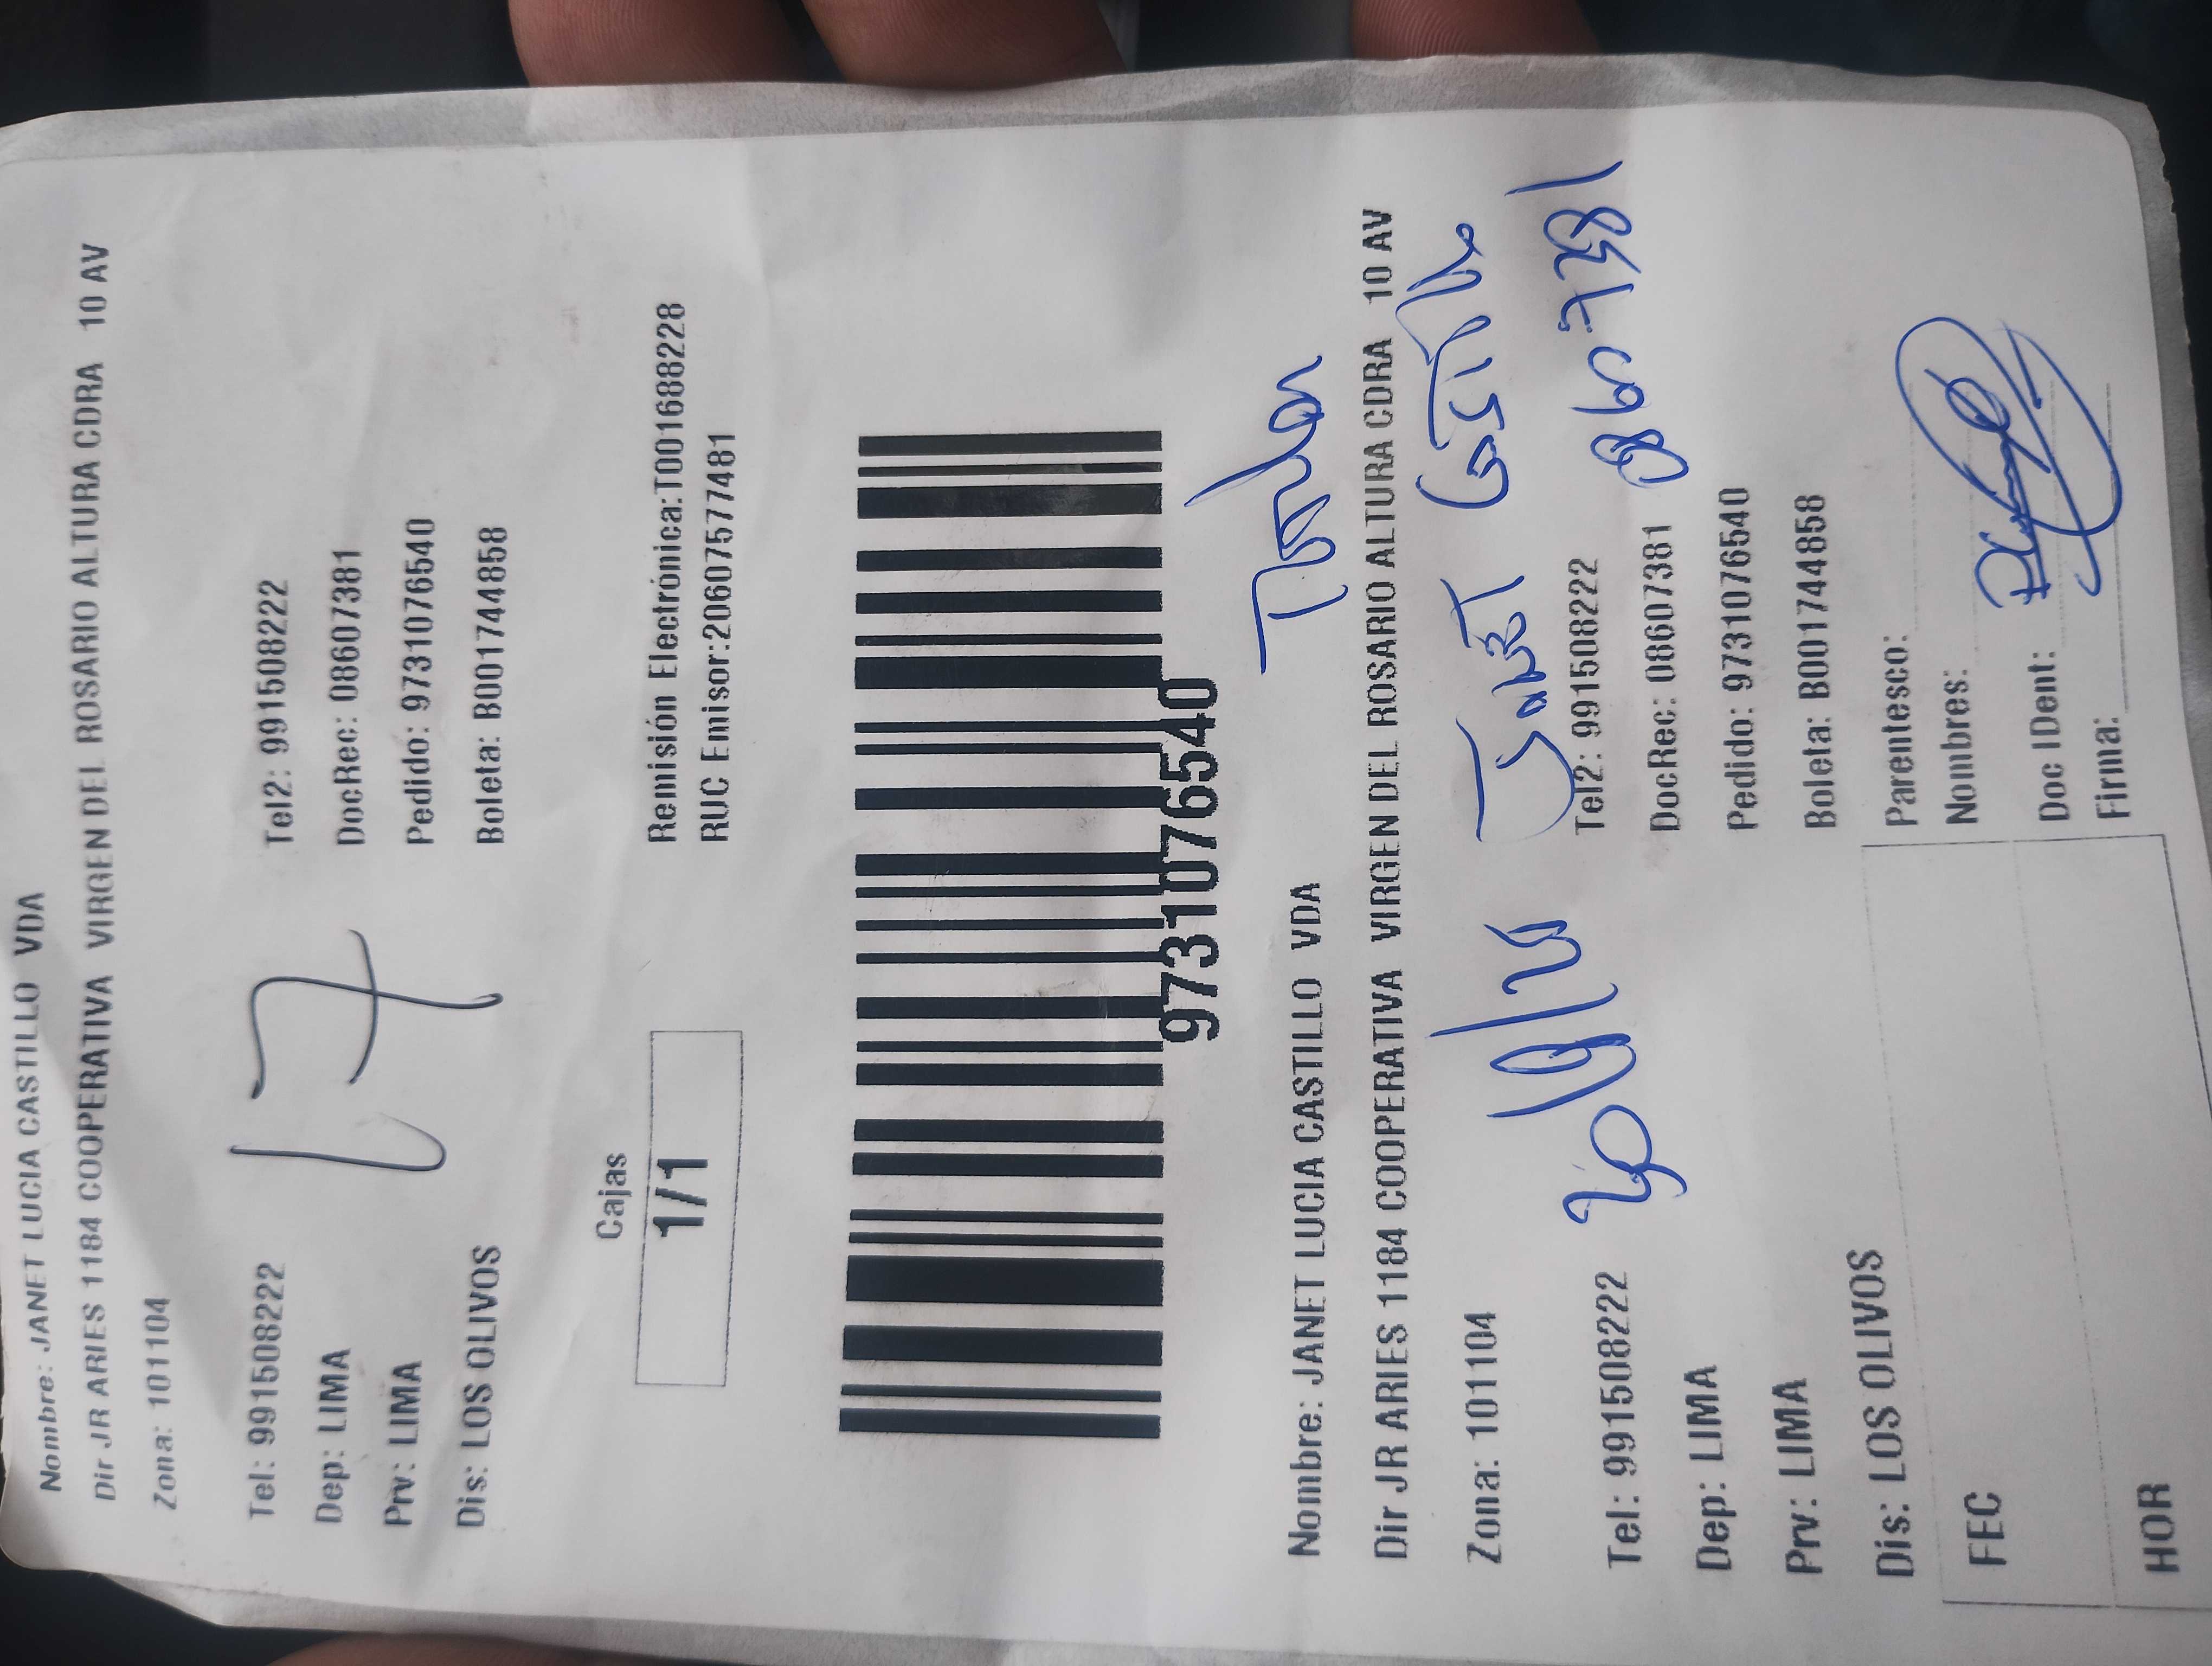 Nombre: JANET LUCIA CASTILLO VDA
Dir JR ARIES 1184 COOPERATIVA VIRGEN DEL ROSARIO ALTURA CDRA 10 AV
Zona: 101104
Tel: 991508222 Tel2: 991508222
Dep: LIMA DocRec: 08607381
Prv: LIMA Pedido: 9731076540
Dis: LOS OLIVOS Boleta: B001744858
L7
Cajas
1/1
Remisión Electrónica:T001688228
RUC Emisor:20607577481
9731076540
Nombre: JANET LUCIA CASTILLO VDA
Dir JR ARIES 1184 COOPERATIVA VIRGEN DEL ROSARIO ALTURA CDRA 10 AV
Zona: 101104
Janet Castillo
08607381
Tel: 991508222 Tel2: 991508222
Dep: LIMA DocRec: 08607381
Prv: LIMA Pedido: 9731076540
Dis: LOS OLIVOS Boleta: B001744858
FEC
HOR
Parentesco:
Nombres:
Doc IDent:
Firma: